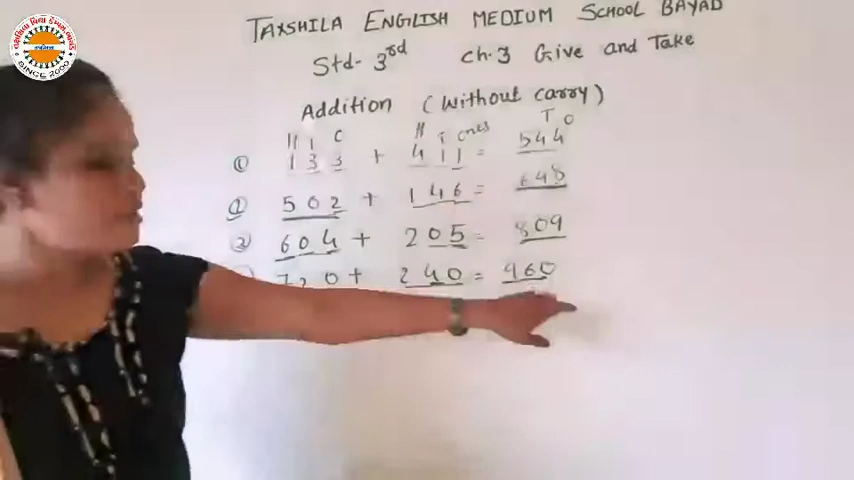 TAXSHILA ENGLISH MEDIUM SCHOOL BAYAD
Std- 3rd ch.3 Give and Take
Addition (without carry)
H T O H T ones T O
① 133 + 411 = 544
② 502 + 146 = 648
③ 604 + 205 = 809
720 + 240 = 960
SINCE 2000